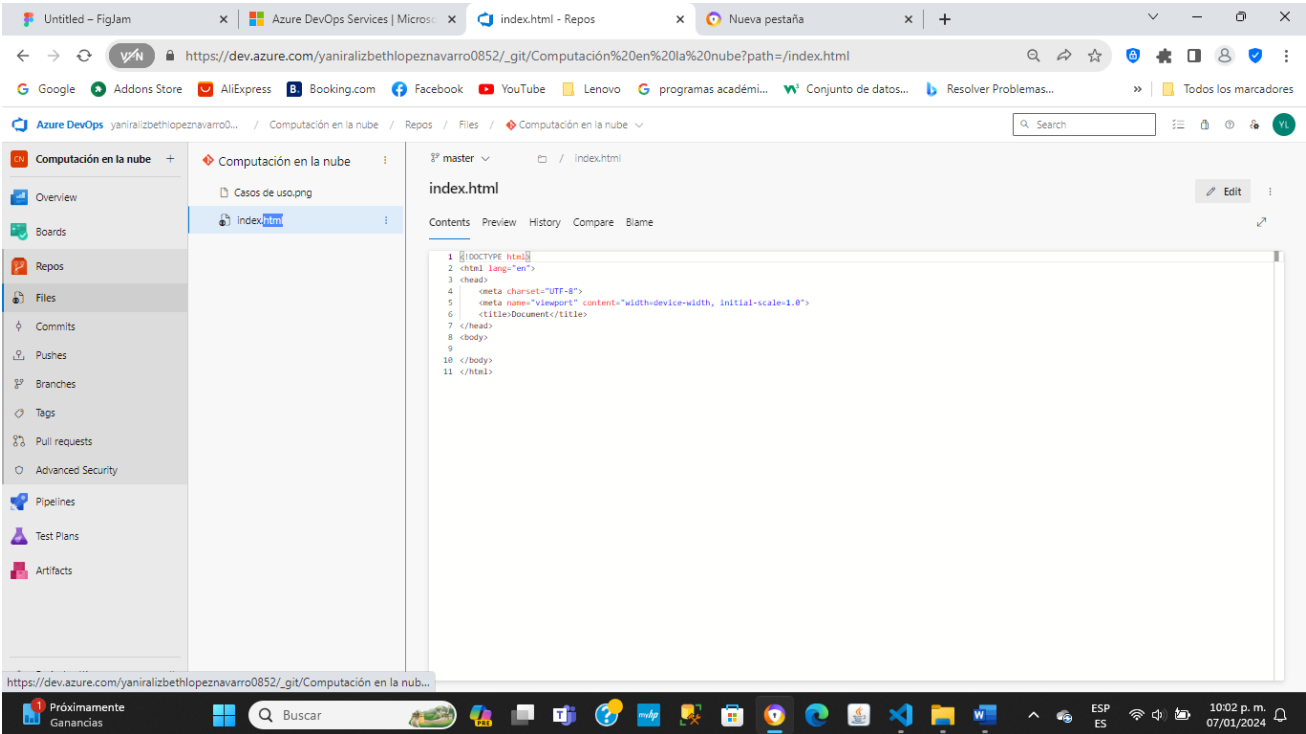 Untitled – FigJam
Azure DevOps Services | Micros
index.html - Repos
Nueva pestaña
VPN
https://dev.azure.com/yaniralizbethlopeznavarro0852/_git/Computación%20en%20la%20nube?path=/index.html
Google Addons Store AliExpress Booking.com Facebook YouTube Lenovo programas académi... Conjunto de datos... Resolver Problemas... » Todos los marcadores
Azure DevOps yaniralizbethlopeznavarro0... / Computación en la nube / Repos / Files / Computación en la nube
Search
YL
CN Computación en la nube +
Overview
Boards
Repos
Files
Commits
Pushes
Branches
Tags
Pull requests
Advanced Security
Pipelines
Test Plans
Artifacts
Computación en la nube
Casos de uso.png
index.html
master / index.html
index.html
Edit
Contents Preview History Compare Blame
1 <!DOCTYPE html>
2 <html lang="en">
3 <head>
4 <meta charset="UTF-8">
5 <meta name="viewport" content="width=device-width, initial-scale=1.0">
6 <title>Document</title>
7 </head>
8 <body>
9
10 </body>
11 </html>
https://dev.azure.com/yaniralizbethlopeznavarro0852/_git/Computación en la nub...
1
Próximamente
Ganancias
Buscar
PRE
myhp
ESP
ES
10:02 p. m.
07/01/2024